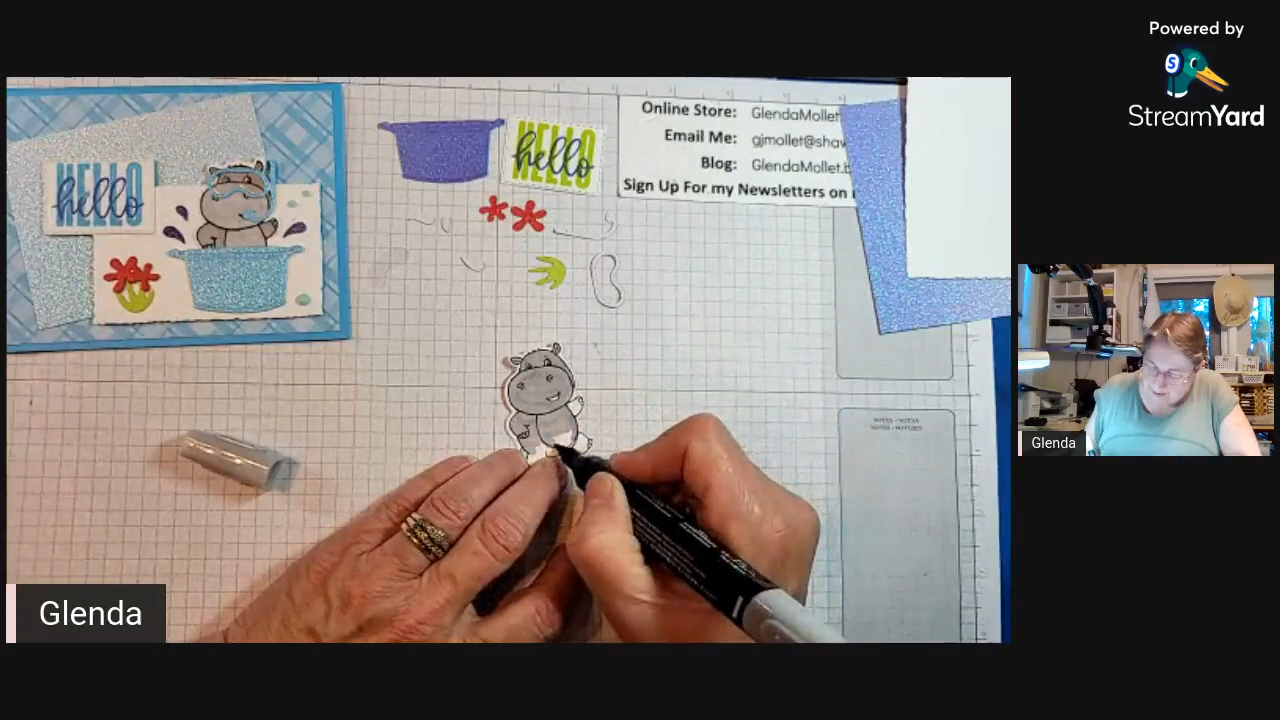 Powered by
S
StreamYard
Online Store: GlendaMollet
Email Me: gjmollet@shaw
Blog: GlendaMollet.b
Sign Up For my Newsletters on
HELLO
hello
HELLO
hello
Glenda
Glenda